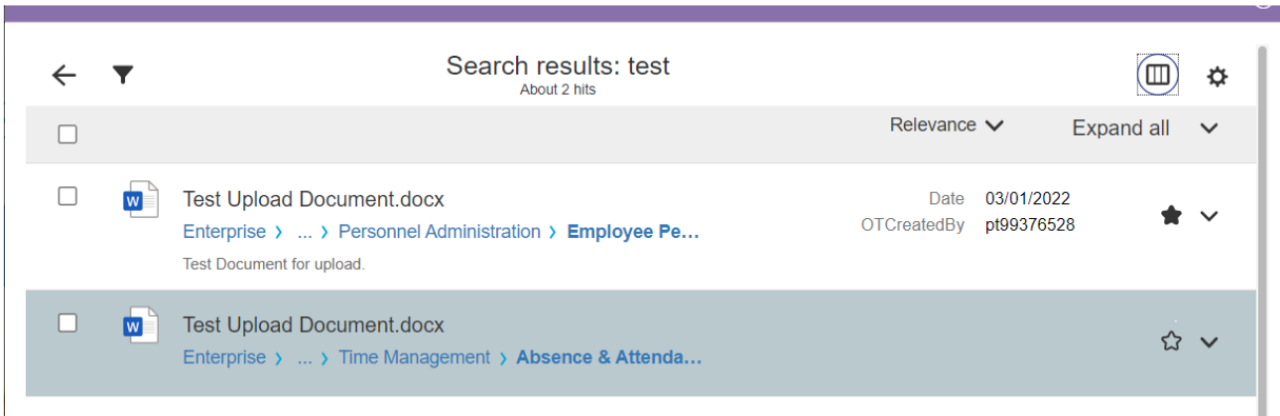 Search results: test
About 2 hits
Relevance Expand all
Test Upload Document.docx Date 03/01/2022
Enterprise › ... › Personnel Administration › Employee Pe... OTCreatedBy pt99376528
Test Document for upload.
Test Upload Document.docx
Enterprise › ... › Time Management › Absence & Attenda...